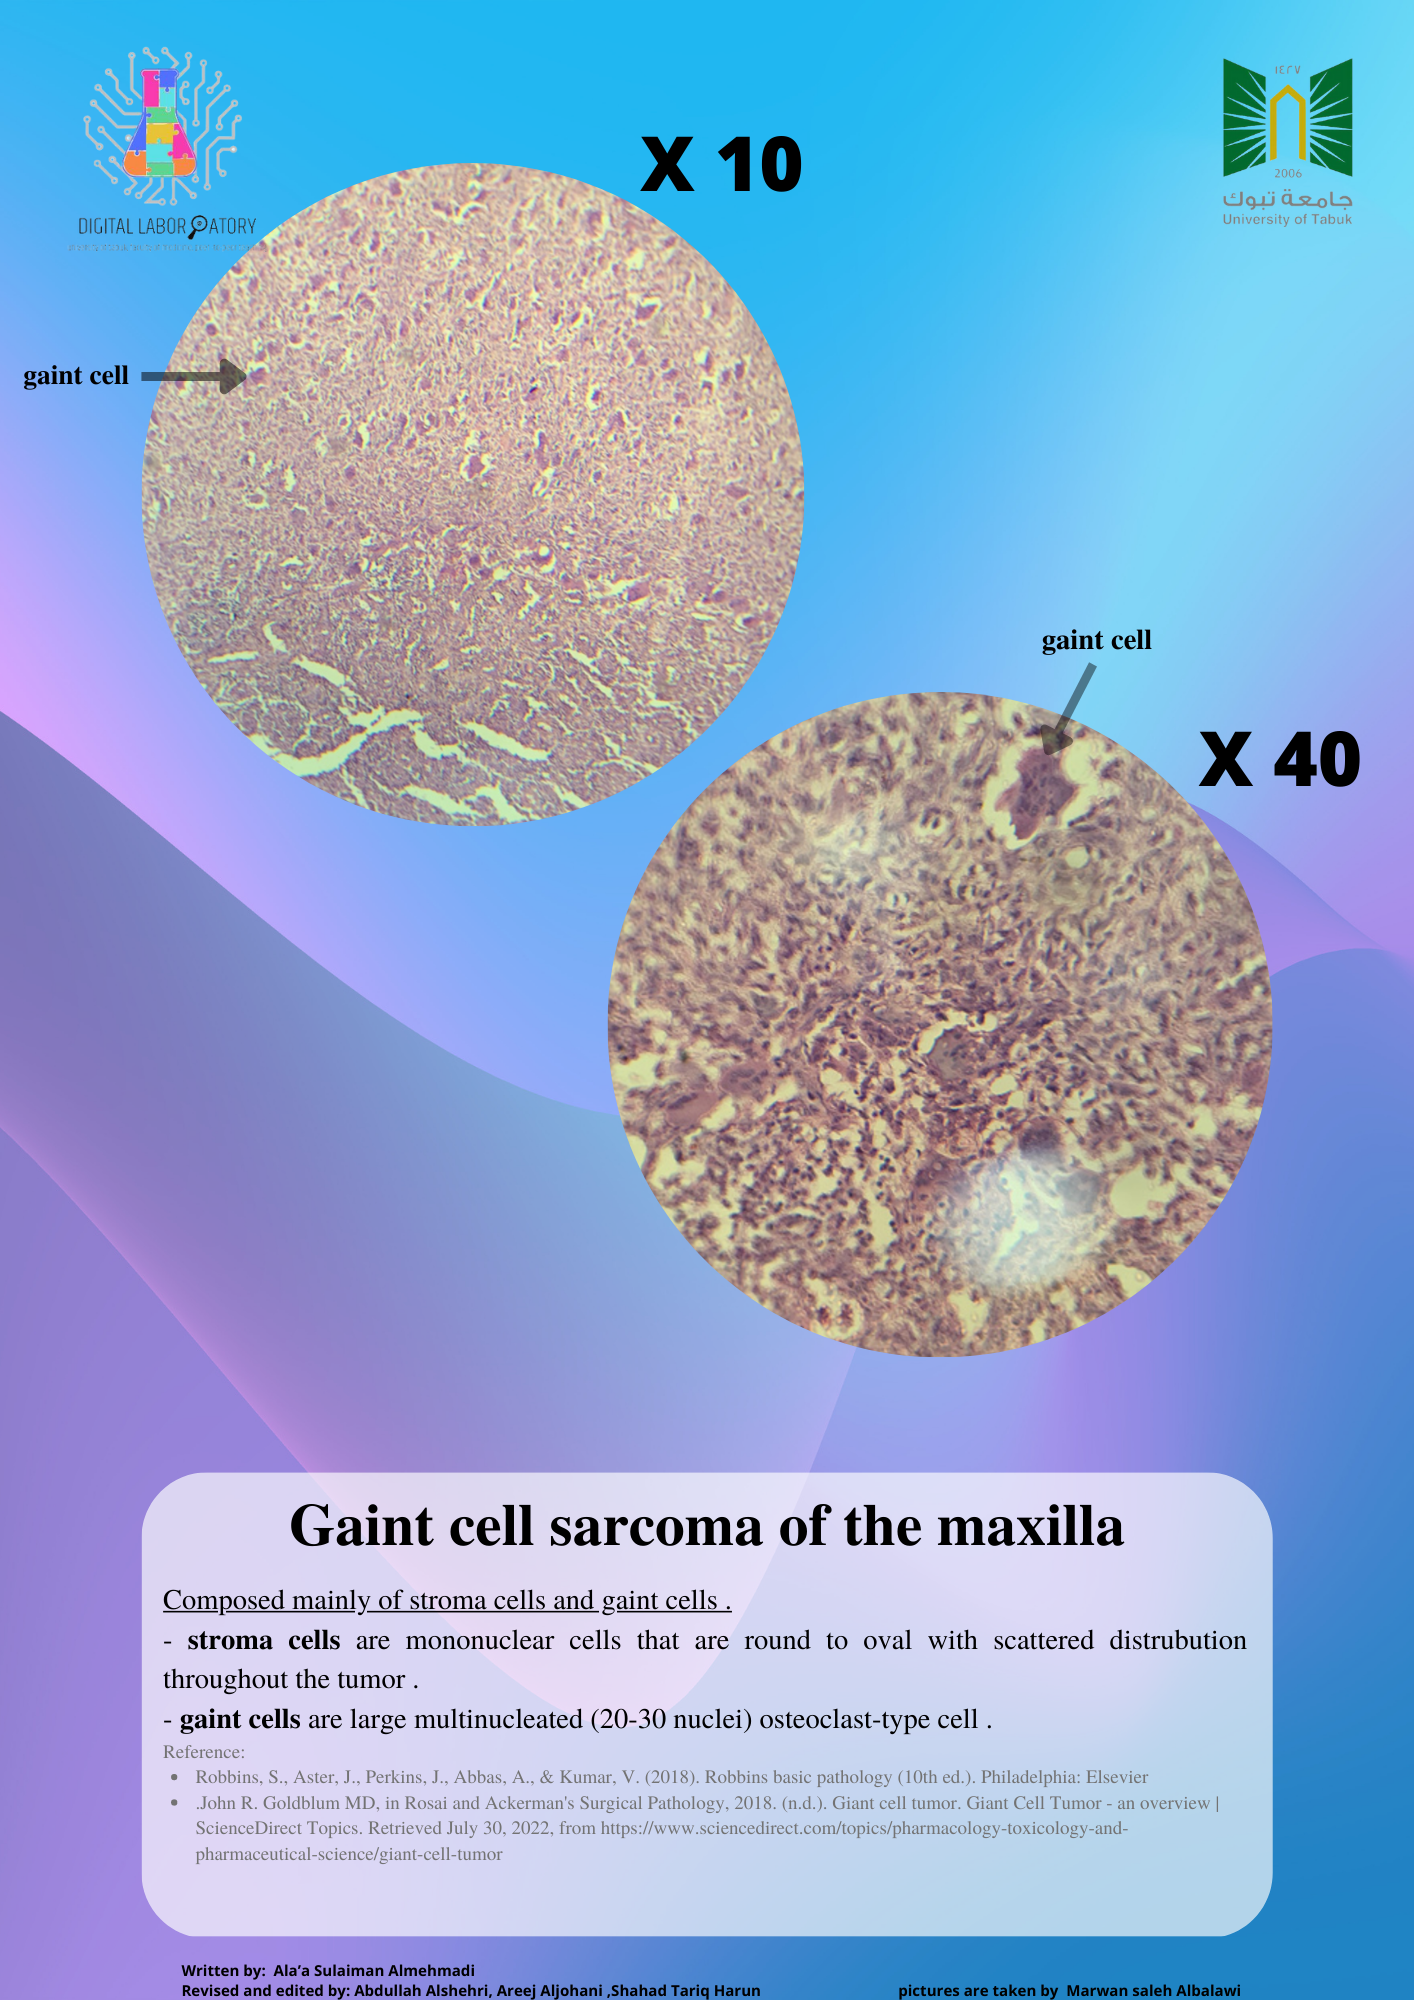 X 10
١٤٢٧
2006
جامعة تبوك
University of Tabuk
DIGITAL LABORATORY
gaint cell
gaint cell
X 40
Gaint cell sarcoma of the maxilla
Composed mainly of stroma cells and gaint cells .
- stroma cells are mononuclear cells that are round to oval with scattered distrubution
throughout the tumor .
- gaint cells are large multinucleated (20-30 nuclei) osteoclast-type cell .
Reference:
• Robbins, S., Aster, J., Perkins, J., Abbas, A., & Kumar, V. (2018). Robbins basic pathology (10th ed.). Philadelphia: Elsevier
• .John R. Goldblum MD, in Rosai and Ackerman's Surgical Pathology, 2018. (n.d.). Giant cell tumor. Giant Cell Tumor - an overview |
ScienceDirect Topics. Retrieved July 30, 2022, from https://www.sciencedirect.com/topics/pharmacology-toxicology-and-
pharmaceutical-science/giant-cell-tumor
Written by: Ala’a Sulaiman Almehmadi
Revised and edited by: Abdullah Alshehri, Areej Aljohani ,Shahad Tariq Harun
pictures are taken by Marwan saleh Albalawi